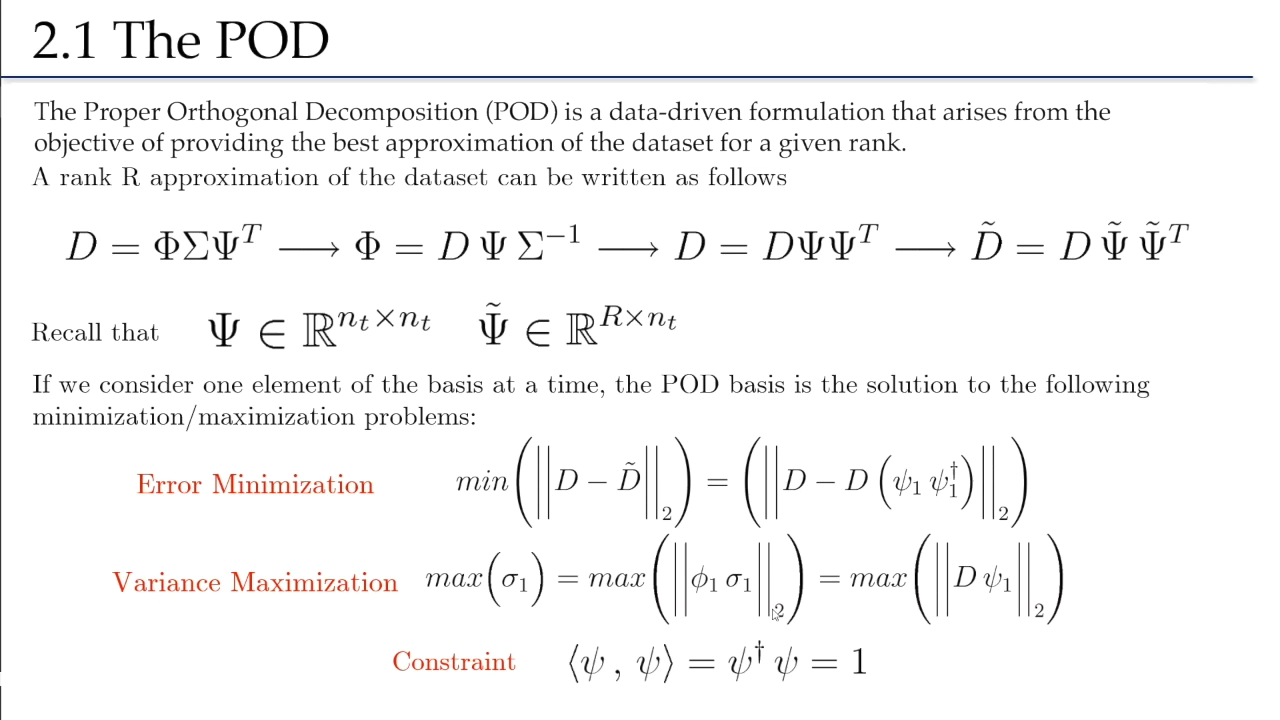 2.1 The POD
The Proper Orthogonal Decomposition (POD) is a data-driven formulation that arises from the
objective of providing the best approximation of the dataset for a given rank.
A rank R approximation of the dataset can be written as follows
D = ΦΣΨ^T ⟶ Φ = D Ψ Σ^{−1} ⟶ D = DΨΨ^T ⟶ D̃ = D Ψ̃ Ψ̃^T
Recall that Ψ ∈ ℝ^{n_t×n_t} Ψ̃ ∈ ℝ^{R×n_t}
If we consider one element of the basis at a time, the POD basis is the solution to the following
minimization/maximization problems:
Error Minimization min(||D − D̃||_2) = (||D − D(ψ_1 ψ_1^†)||_2)
Variance Maximization max(σ_1) = max(||ϕ_1 σ_1||_2) = max(||D ψ_1||_2)
Constraint ⟨ψ , ψ⟩ = ψ^† ψ = 1